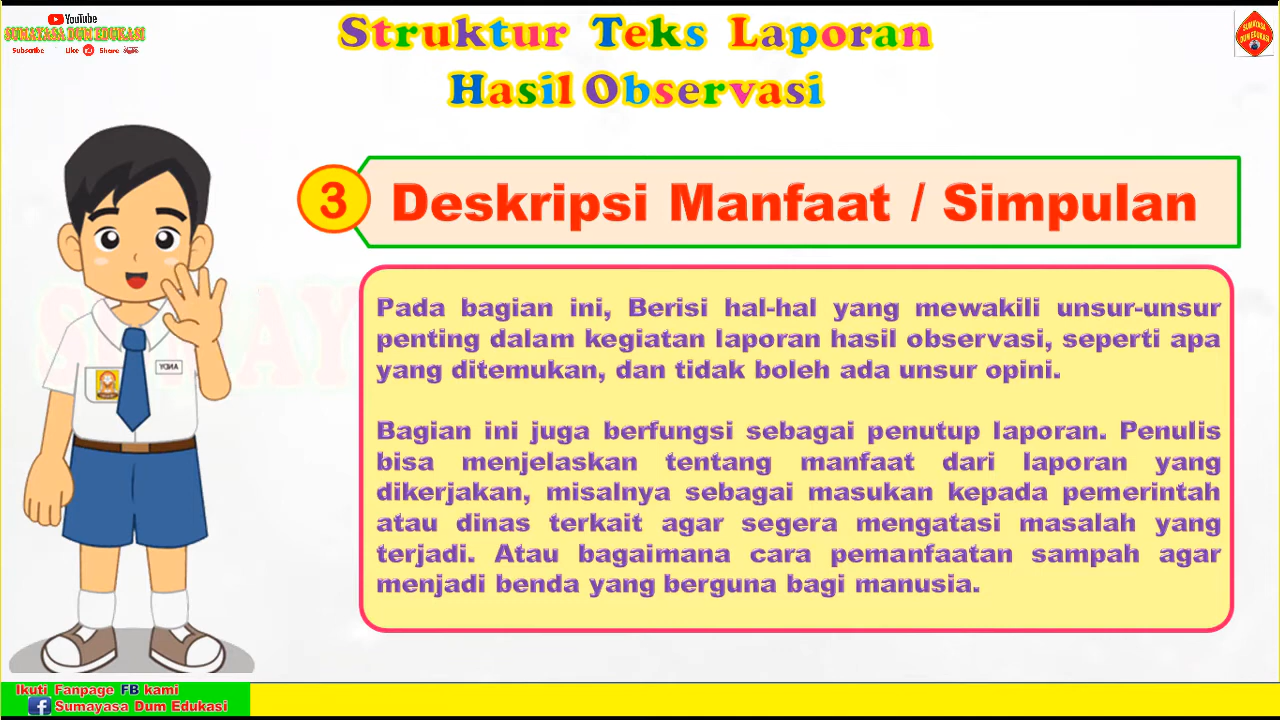 YouTube
SUMAYASA DUM EDUKASI
Subscribe Like Share
Struktur Teks Laporan
Hasil Observasi
SUMAYASA
DUM EDUKASI
3 Deskripsi Manfaat / Simpulan
Pada bagian ini, Berisi hal-hal yang mewakili unsur-unsur
penting dalam kegiatan laporan hasil observasi, seperti apa
yang ditemukan, dan tidak boleh ada unsur opini.
Bagian ini juga berfungsi sebagai penutup laporan. Penulis
bisa menjelaskan tentang manfaat dari laporan yang
dikerjakan, misalnya sebagai masukan kepada pemerintah
atau dinas terkait agar segera mengatasi masalah yang
terjadi. Atau bagaimana cara pemanfaatan sampah agar
menjadi benda yang berguna bagi manusia.
ANDY
Ikuti Fanpage FB kami
Sumayasa Dum Edukasi